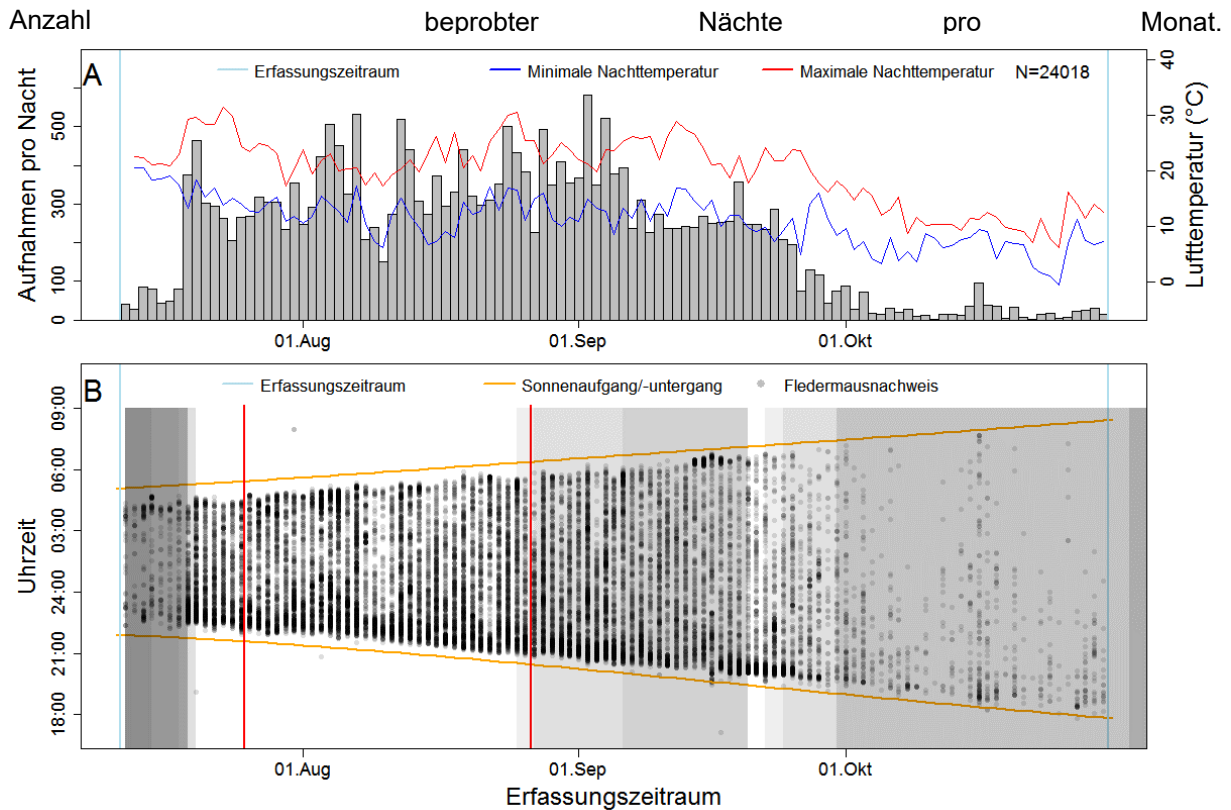 Anzahl beprobter Nächte pro Monat.
A
Erfassungszeitraum Minimale Nachttemperatur Maximale Nachttemperatur N=24018
Aufnahmen pro Nacht
500
300
100
0
40
30
20
10
0
Lufttemperatur (°C)
01.Aug 01.Sep 01.Okt
B
Erfassungszeitraum Sonnenaufgang/-untergang Fledermausnachweis
Uhrzeit
09:00
06:00
03:00
24:00
21:00
18:00
01.Aug 01.Sep 01.Okt
Erfassungszeitraum